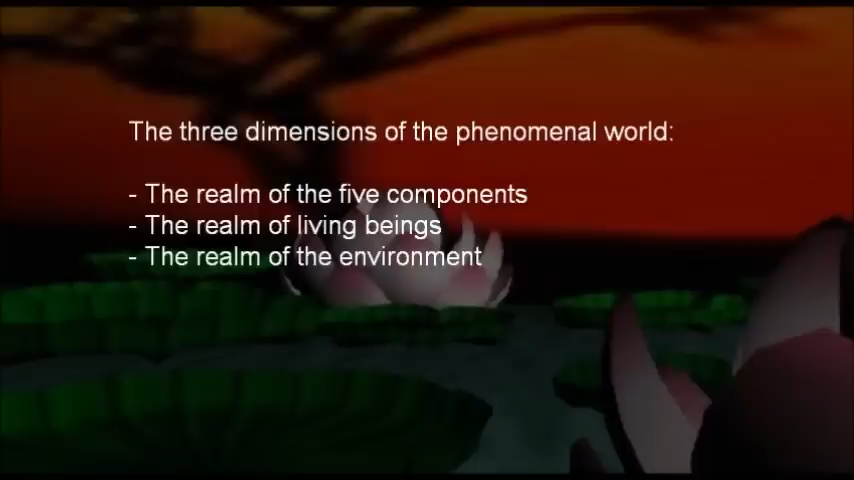 The three dimensions of the phenomenal world:
- The realm of the five components
- The realm of living beings
- The realm of the environment